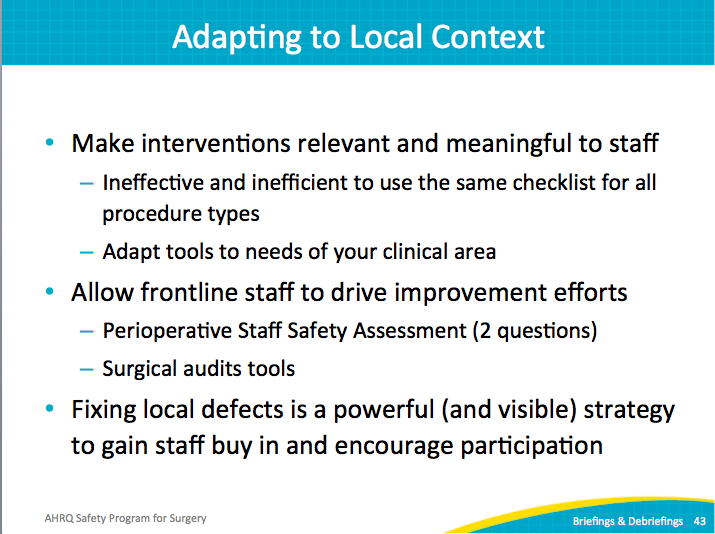 Adapting to Local Context
• Make interventions relevant and meaningful to staff
– Ineffective and inefficient to use the same checklist for all
procedure types
– Adapt tools to needs of your clinical area
• Allow frontline staff to drive improvement efforts
– Perioperative Staff Safety Assessment (2 questions)
– Surgical audits tools
• Fixing local defects is a powerful (and visible) strategy
to gain staff buy in and encourage participation
AHRQ Safety Program for Surgery
Briefings & Debriefings 43